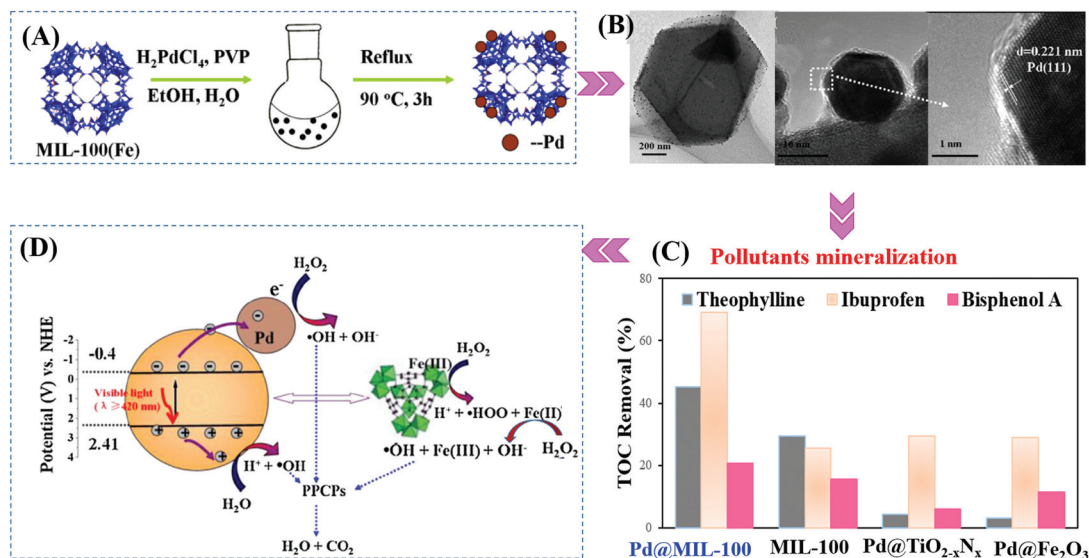 (A)
H₂PdCl₄, PVP
EtOH, H₂O
Reflux
90 °C, 3h
MIL-100(Fe)
--Pd
(B)
200 nm
10 nm
d=0.221 nm
Pd(111)
1 nm
(C)
Pollutants mineralization
Theophylline
Ibuprofen
Bisphenol A
TOC Removal (%)
80
60
40
20
0
Pd@MIL-100
MIL-100
Pd@TiO₂₋ₓNₓ
Pd@Fe₂O₃
(D)
Potential (V) vs. NHE
-2
-1
0
1
2
3
4
-0.4
2.41
Visible light
( λ ≥420 nm)
e⁻
Pd
H₂O₂
•OH + OH⁻
Fe(III)
H₂O₂
H⁺ + •HOO + Fe(II)
•OH + Fe(III) + OH⁻
H₂O₂
H⁺ + •OH
H₂O
PPCPs
H₂O + CO₂